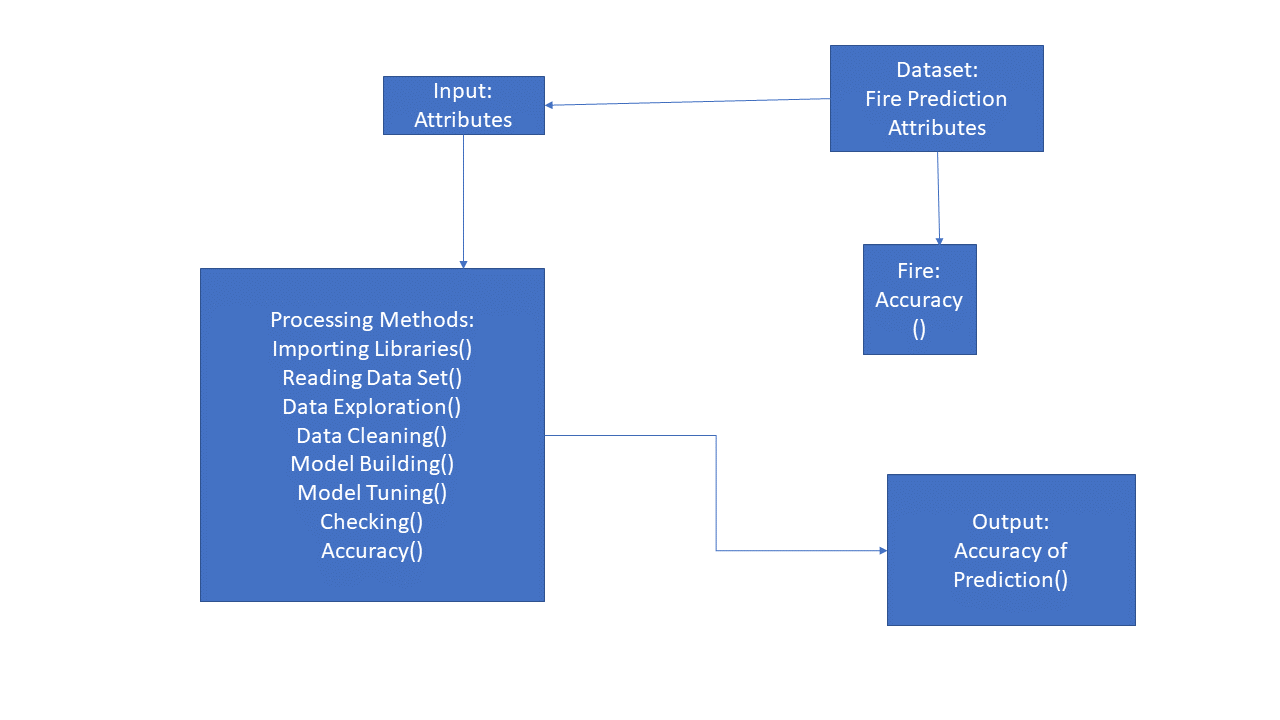 Input:
Attributes
Dataset:
Fire Prediction
Attributes
Fire:
Accuracy
()
Processing Methods:
Importing Libraries()
Reading Data Set()
Data Exploration()
Data Cleaning()
Model Building()
Model Tuning()
Checking()
Accuracy()
Output:
Accuracy of
Prediction()